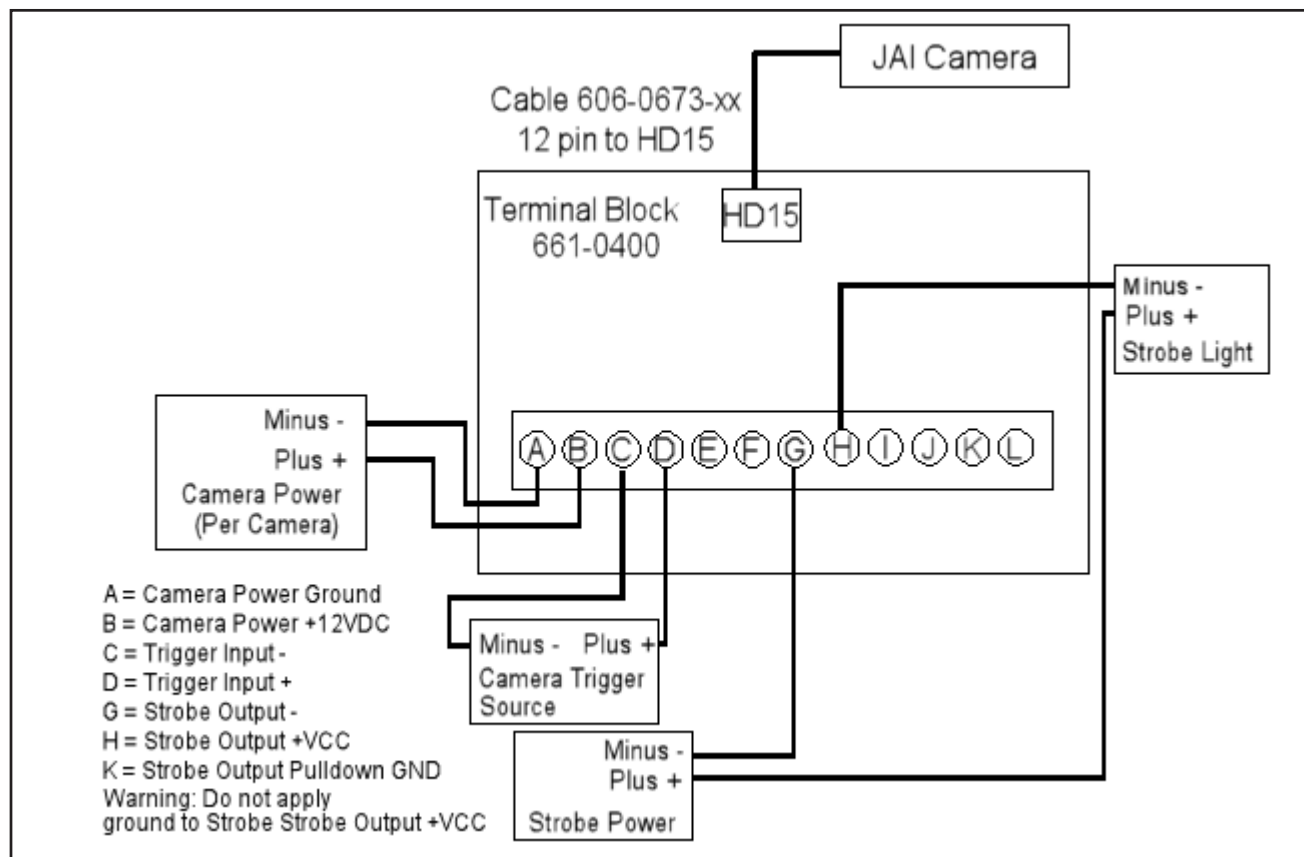 JAI Camera
Cable 606-0673-xx
12 pin to HD15
Terminal Block
661-0400
HD15
Minus -
Plus +
Strobe Light
Minus -
Plus +
Camera Power
(Per Camera)
A B C D E F G H I J K L
A = Camera Power Ground
B = Camera Power +12VDC
C = Trigger Input -
D = Trigger Input +
G = Strobe Output -
H = Strobe Output +VCC
K = Strobe Output Pulldown GND
Warning: Do not apply
ground to Strobe Strobe Output +VCC
Minus - Plus +
Camera Trigger
Source
Minus -
Plus +
Strobe Power